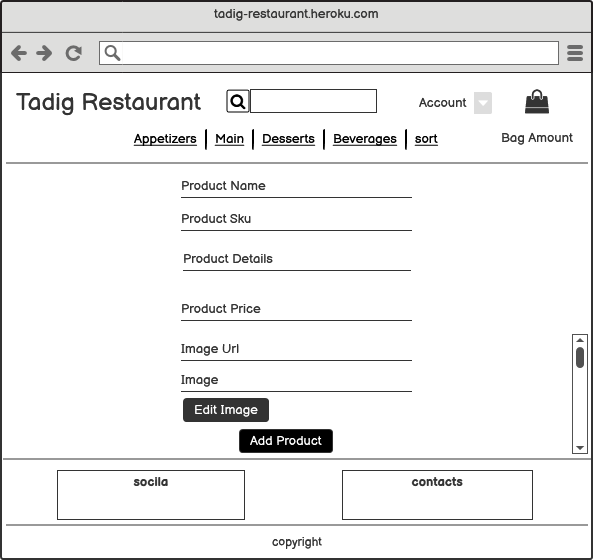 tadig-restaurant.heroku.com
Tadig Restaurant
Account
Bag Amount
Appetizers Main Desserts Beverages sort
Product Name
Product Sku
Product Details
Product Price
Image Url
Image
Edit Image
Add Product
socila
contacts
copyright